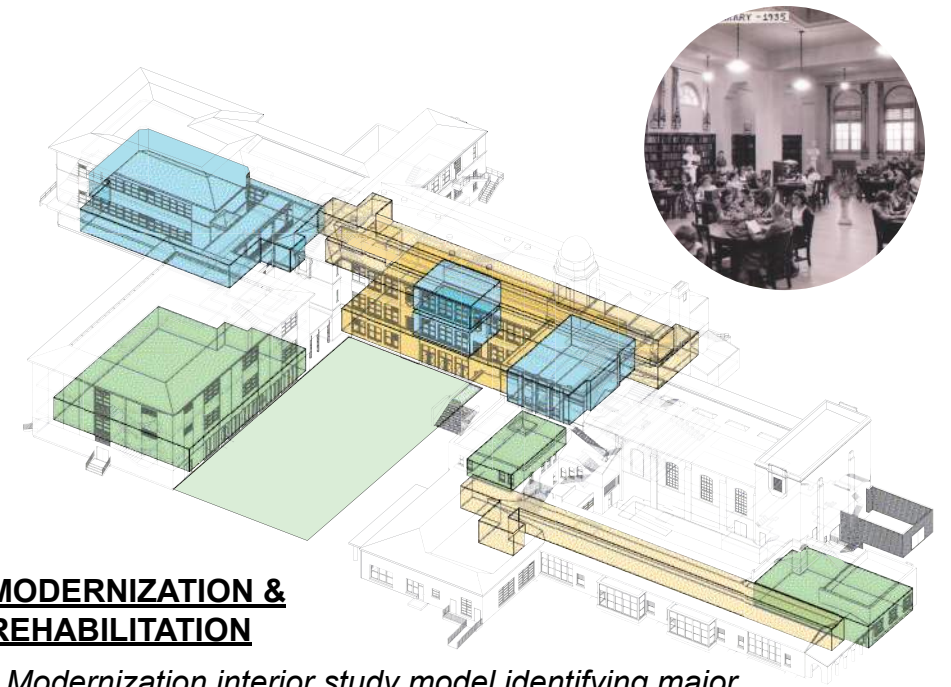 ARY - 1935
MODERNIZATION &
REHABILITATION
Modernization interior study model identifying major